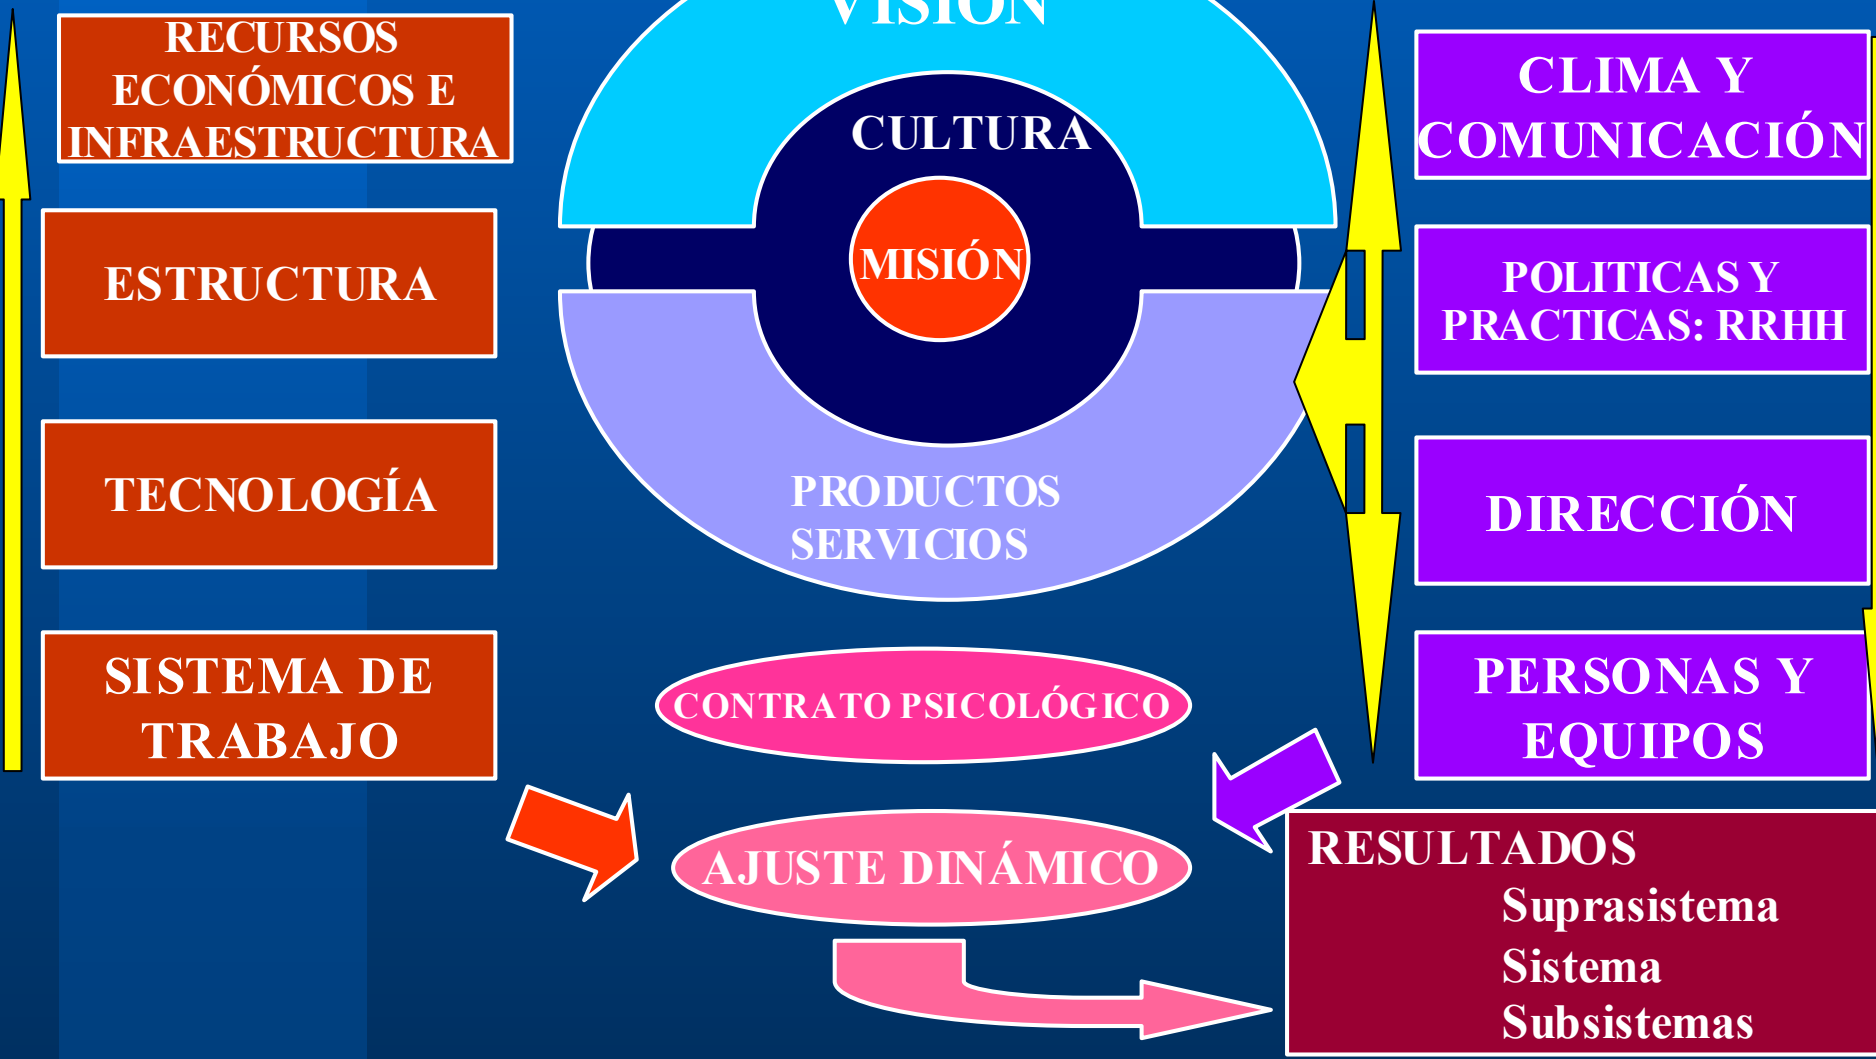 RECURSOS
ECONÓMICOS E
INFRAESTRUCTURA
ESTRUCTURA
TECNOLOGÍA
SISTEMA DE
TRABAJO
VISIÓN
CULTURA
MISIÓN
PRODUCTOS
SERVICIOS
CONTRATO PSICOLÓGICO
AJUSTE DINÁMICO
CLIMA Y
COMUNICACIÓN
POLITICAS Y
PRACTICAS: RRHH
DIRECCIÓN
PERSONAS Y
EQUIPOS
RESULTADOS
Suprasistema
Sistema
Subsistemas